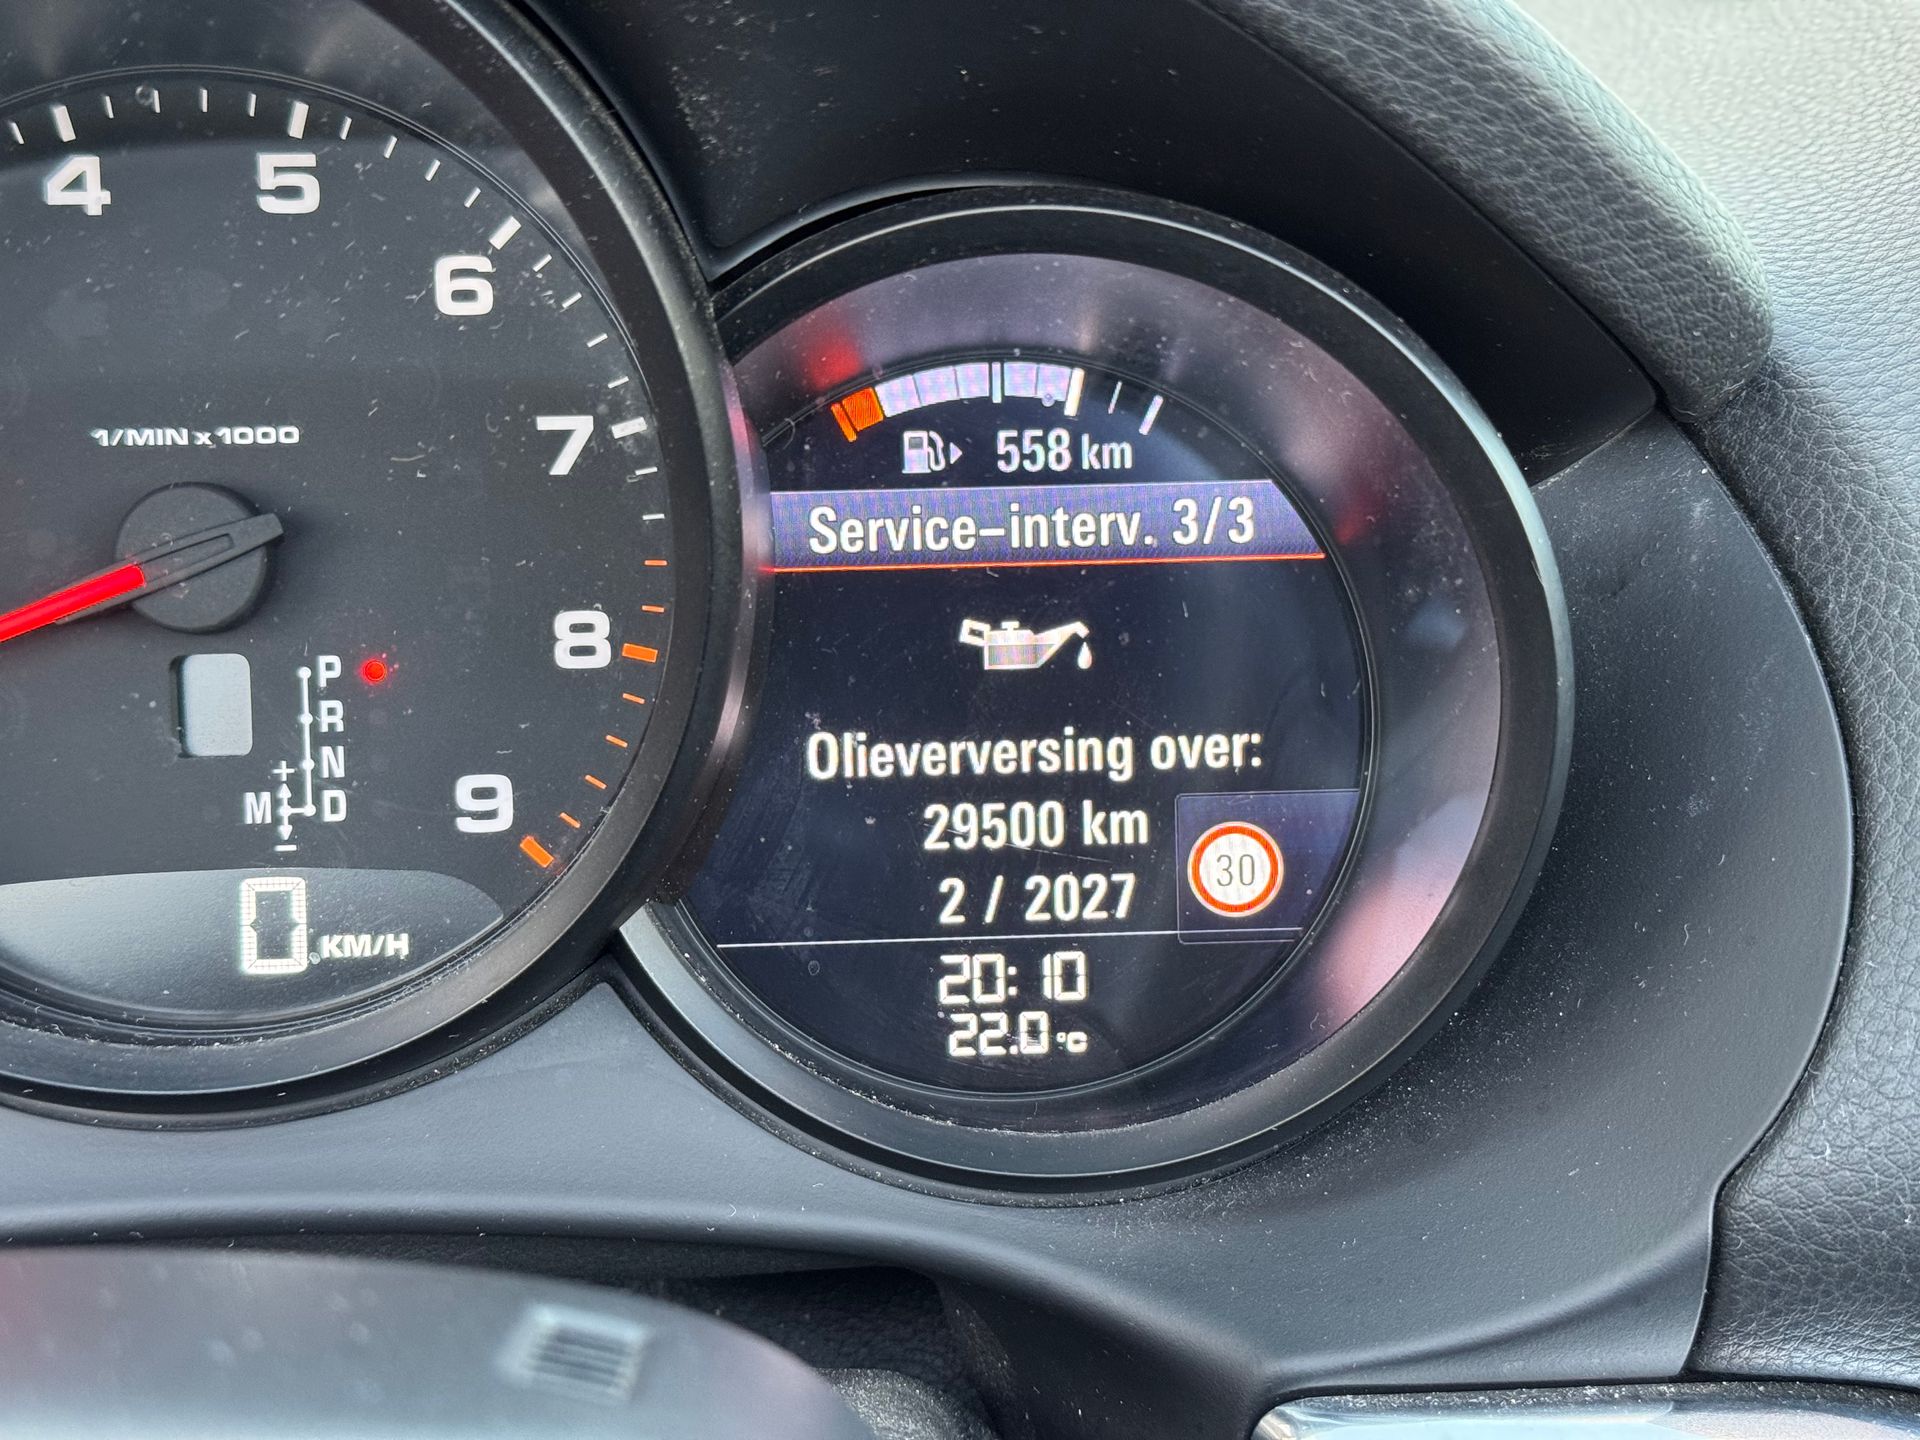 4
5
6
7
8
9
1/MIN x 1000
P
R
N
M D
+
-
0 KM/H
558 km
Service-interv. 3/3
Olieverversing over:
29500 km
2 / 2027
30
20:10
22.0 °C